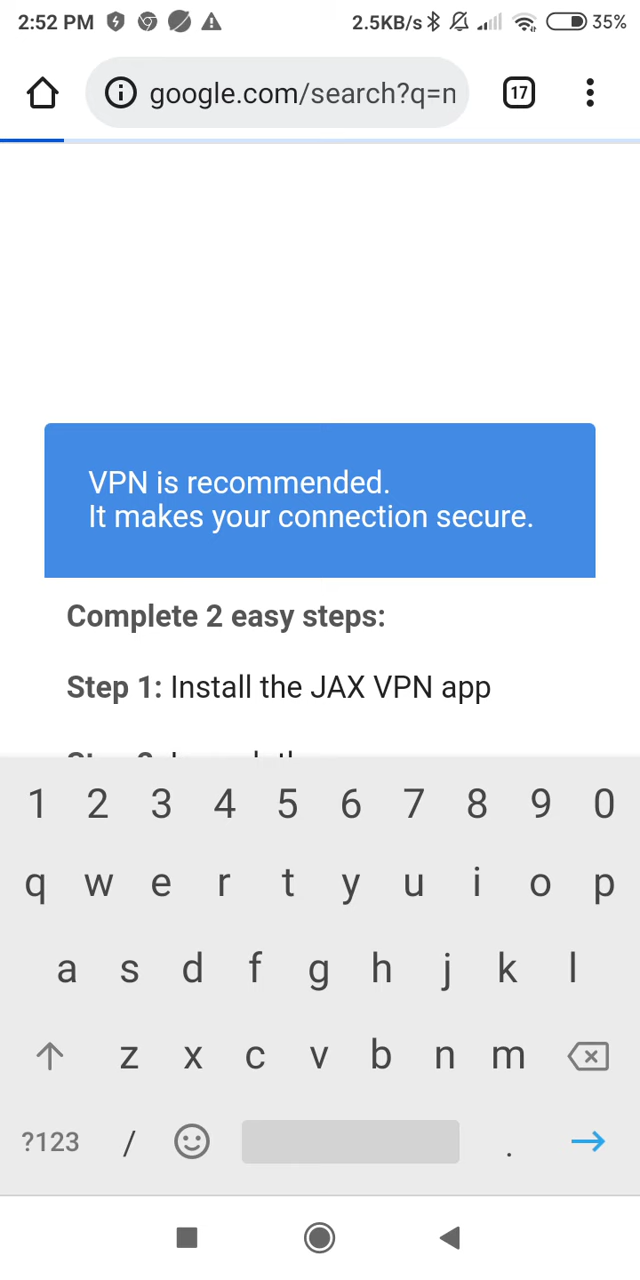 2:52 PM 2.5KB/s 35%
google.com/search?q=n 17
VPN is recommended.
It makes your connection secure.
Complete 2 easy steps:
Step 1: Install the JAX VPN app
1 2 3 4 5 6 7 8 9 0
q w e r t y u i o p
a s d f g h j k l
z x c v b n m
?123 / .